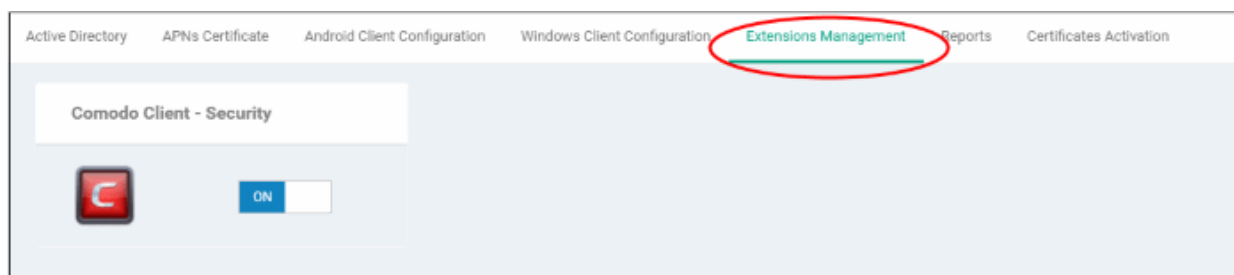 Active Directory APNs Certificate Android Client Configuration Windows Client Configuration Extensions Management Reports Certificates Activation
Comodo Client - Security
C
ON